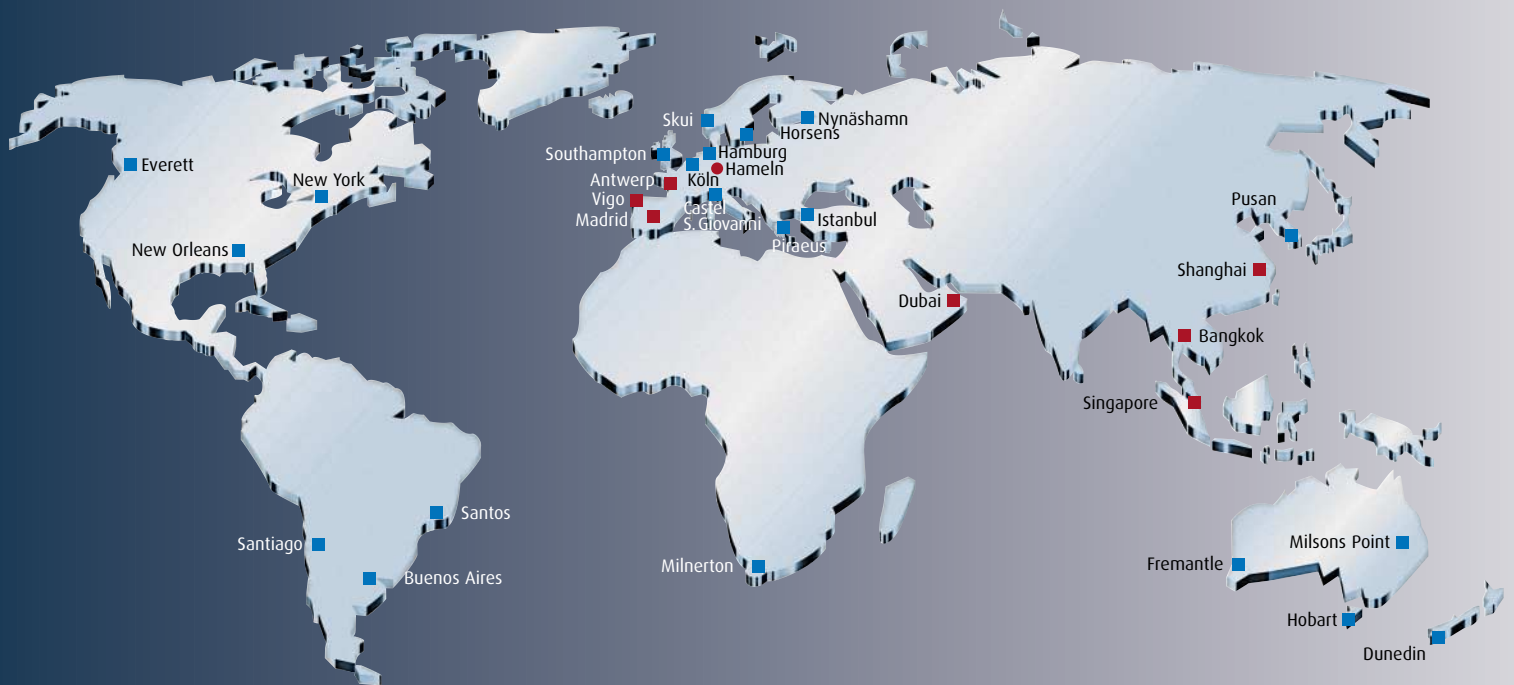 Skui
Nynäshamn
Horsens
Southampton
Hamburg
Everett
Hameln
New York
Antwerp
Köln
Vigo
Castel
S. Giovanni
Madrid
Istanbul
Pusan
Piraeus
New Orleans
Shanghai
Dubai
Bangkok
Singapore
Santos
Santiago
Milsons Point
Milnerton
Fremantle
Buenos Aires
Hobart
Dunedin